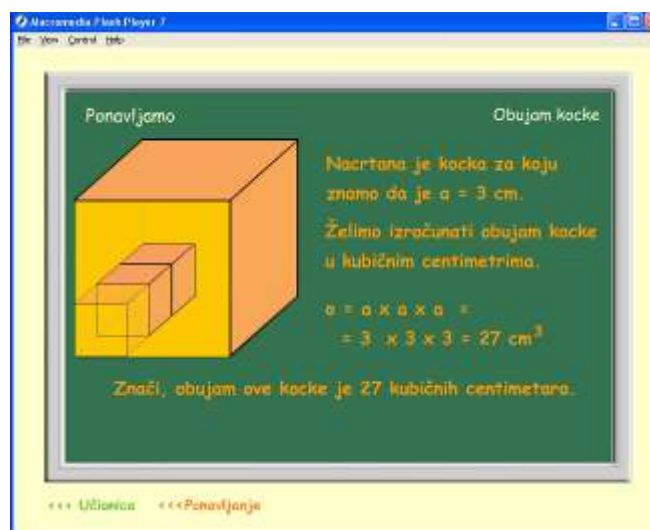 Macromedia Flash Player 7
File View Control Help
Ponavljamo
Obujam kocke
Nacrtana je kocka za koju
znamo da je a = 3 cm.
Želimo izračunati obujam kocke
u kubičnim centimetrima.
o = a x a x a =
= 3 x 3 x 3 = 27 cm³
Znači, obujam ove kocke je 27 kubičnih centimetara.
<<< Učionica <<<Ponavljanje